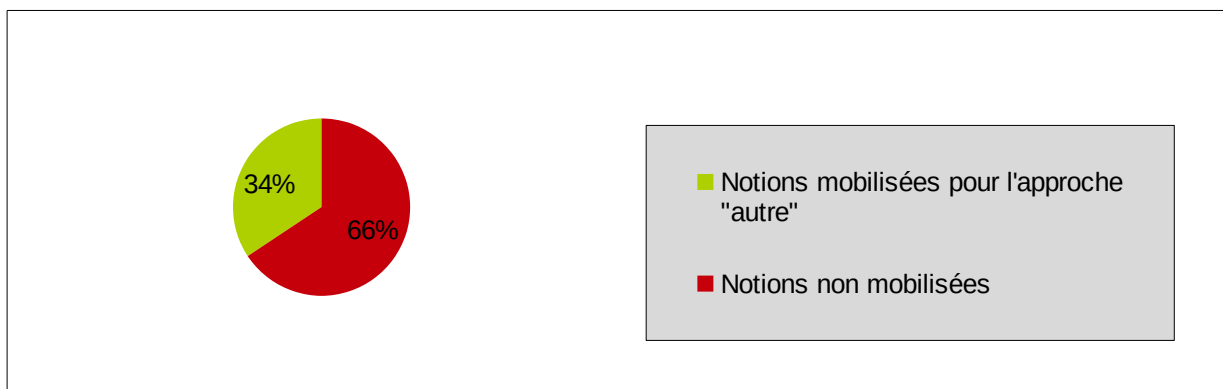 34%
66%
Notions mobilisées pour l'approche
"autre"
Notions non mobilisées